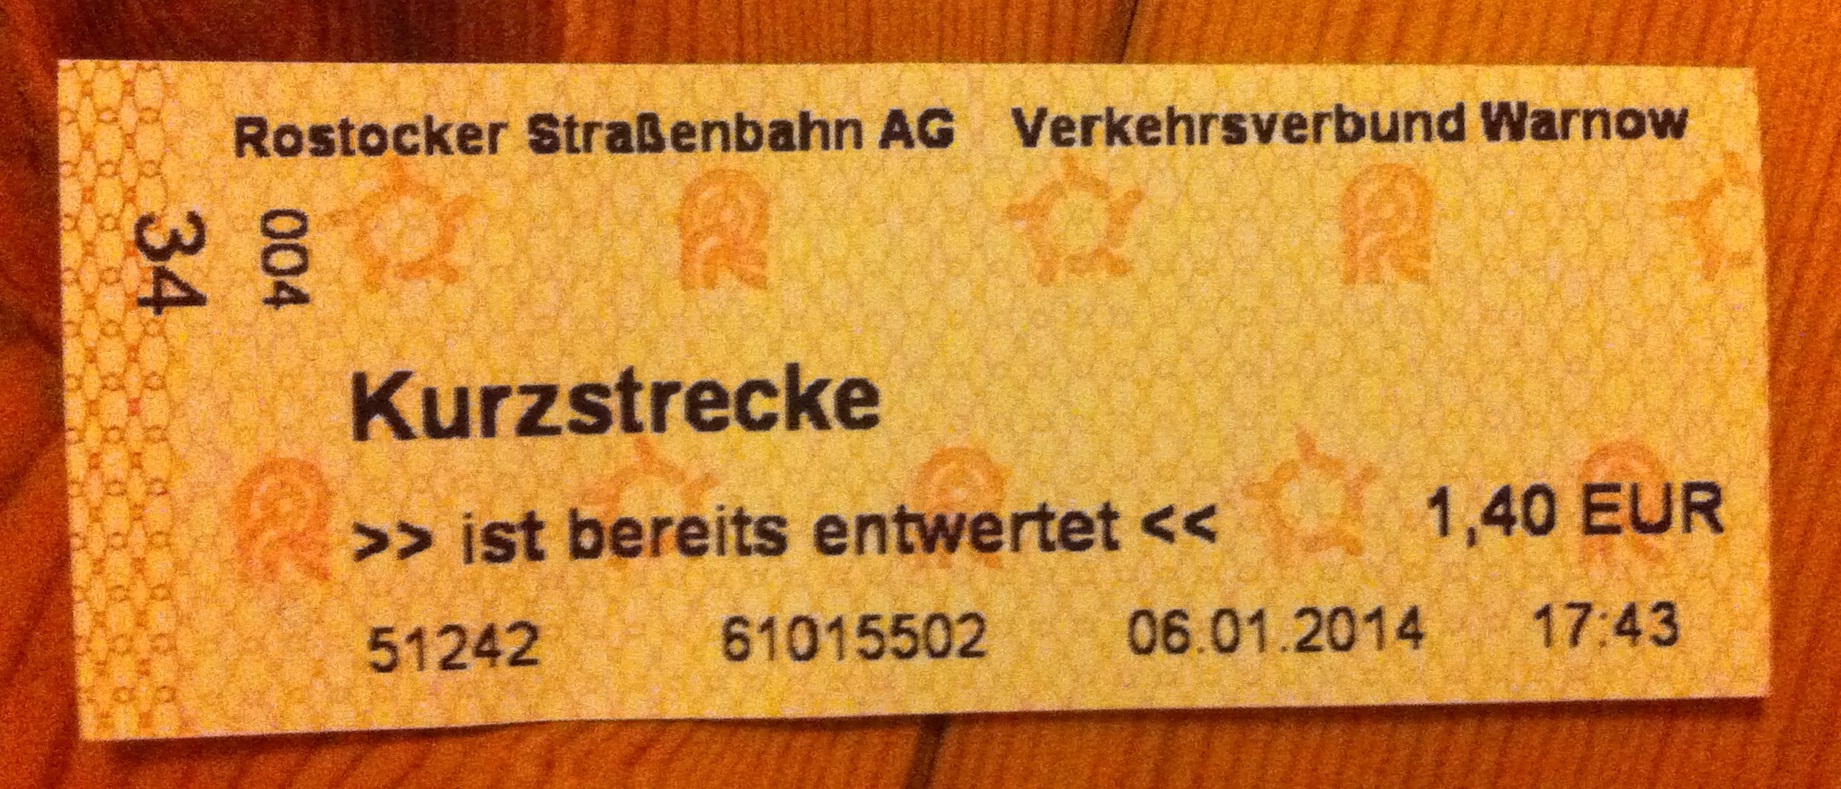 Rostocker Straßenbahn AG Verkehrsverbund Warnow
34
004
Kurzstrecke
>> ist bereits entwertet << 1,40 EUR
51242 61015502 06.01.2014 17:43